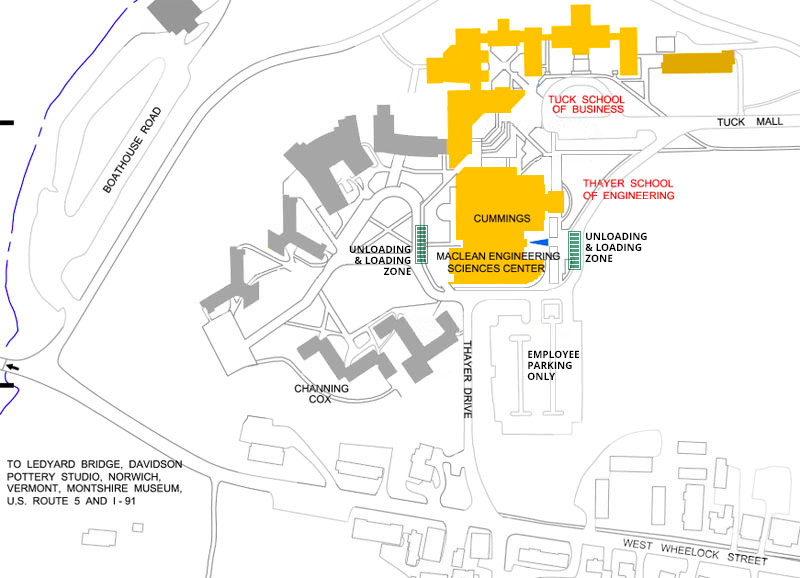 BOATHOUSE ROAD
TUCK SCHOOL
OF BUSINESS
TUCK MALL
THAYER SCHOOL
OF ENGINEERING
CUMMINGS
MACLEAN ENGINEERING
SCIENCES CENTER
UNLOADING
& LOADING
ZONE
UNLOADING
& LOADING
ZONE
THAYER DRIVE
EMPLOYEE
PARKING
ONLY
CHANNING
COX
TO LEDYARD BRIDGE, DAVIDSON
POTTERY STUDIO, NORWICH,
VERMONT, MONTSHIRE MUSEUM,
U.S. ROUTE 5 AND I - 91
WEST WHEELOCK STREET